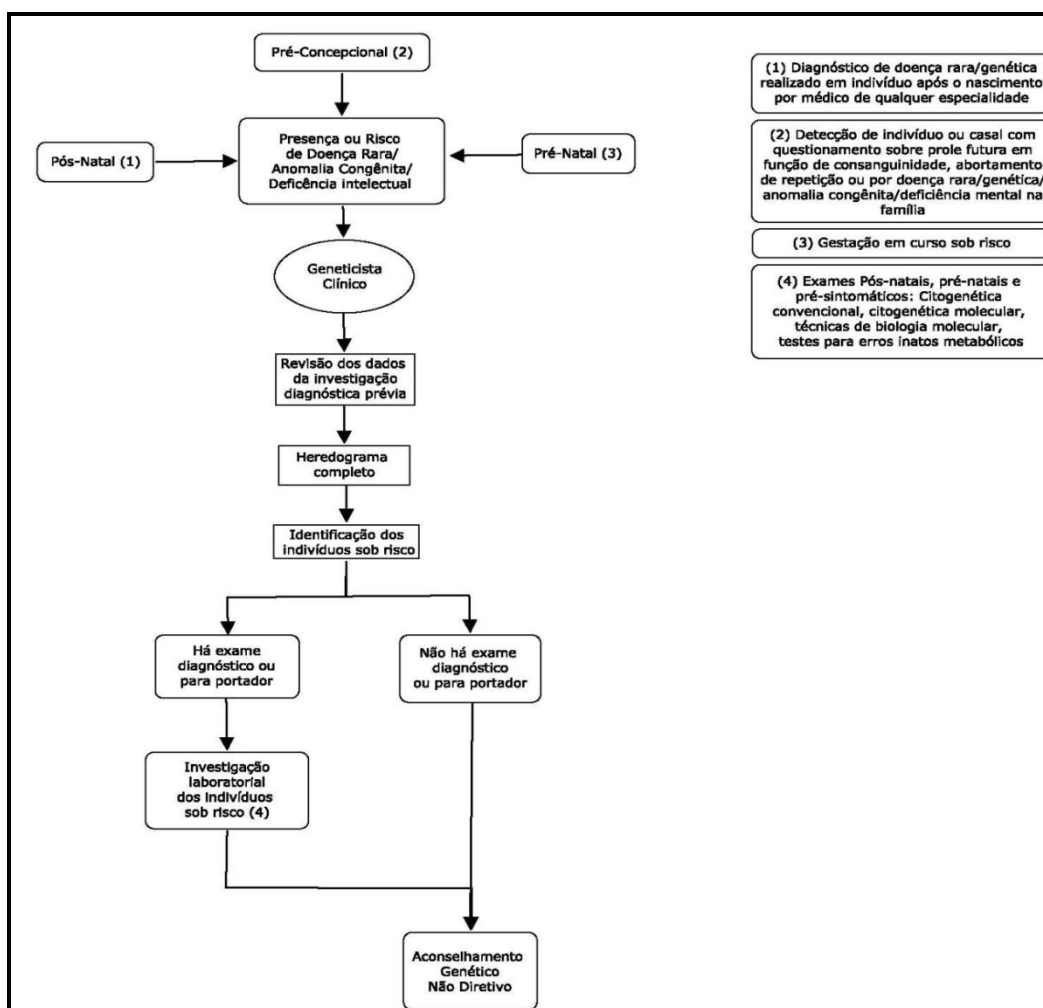 Pré-Concepcional (2)
Pós-Natal (1)
Presença ou Risco
de Doença Rara/
Anomalia Congênita/
Deficência intelectual
Pré-Natal (3)
Geneticista
Clínico
Revisão dos dados
da investigação
diagnóstica prévia
Heredograma
completo
Identificação dos
indivíduos sob risco
Há exame
diagnóstico ou
para portador
Não há exame
diagnóstico
ou para portador
Investigação
laboratorial
dos indivíduos
sob risco (4)
Aconselhamento
Genético
Não Diretivo
(1) Diagnóstico de doença rara/genética
realizado em indivíduo após o nascimento
por médico de qualquer especialidade
(2) Detecção de indivíduo ou casal com
questionamento sobre prole futura em
função de consanguinidade, abortamento
de repetição ou por doença rara/genética/
anomalia congênita/deficiência mental na
família
(3) Gestação em curso sob risco
(4) Exames Pós-natais, pré-natais e
pré-sintomáticos: Citogenética
convencional, citogenética molecular,
técnicas de biologia molecular,
testes para erros inatos metabólicos